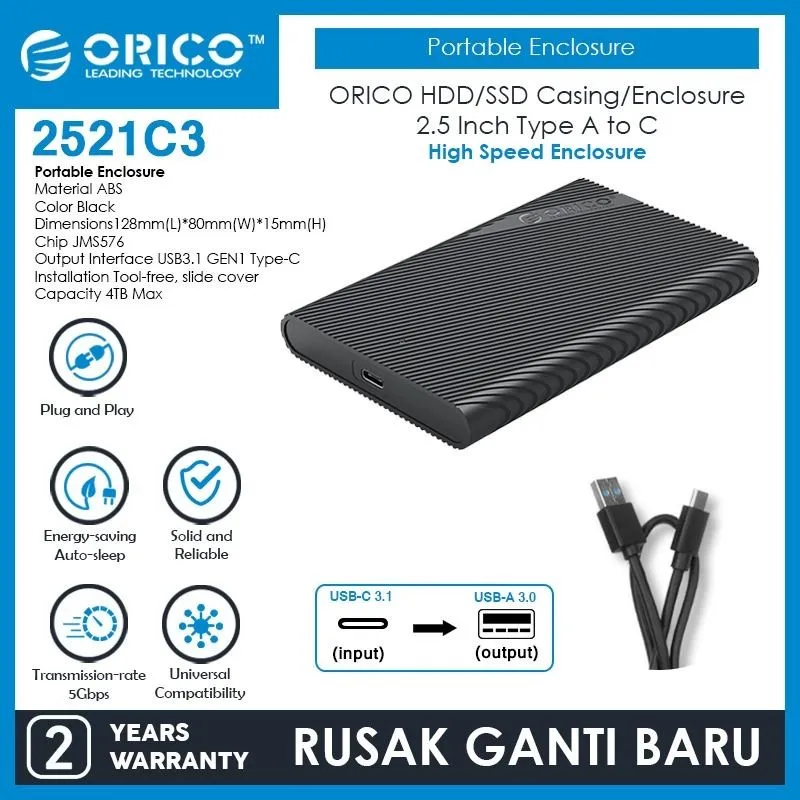 ORICO™
LEADING TECHNOLOGY
Portable Enclosure
ORICO HDD/SSD Casing/Enclosure
2.5 Inch Type A to C
High Speed Enclosure
2521C3
Portable Enclosure
Material ABS
Color Black
Dimensions128mm(L)*80mm(W)*15mm(H)
Chip JMS576
Output Interface USB3.1 GEN1 Type-C
Installation Tool-free, slide cover
Capacity 4TB Max
ORICO
Plug and Play
Energy-saving
Auto-sleep
Solid and
Reliable
Transmission-rate
5Gbps
Universal
Compatibility
USB-C 3.1
(input)
USB-A 3.0
(output)
2 YEARS
WARRANTY
RUSAK GANTI BARU